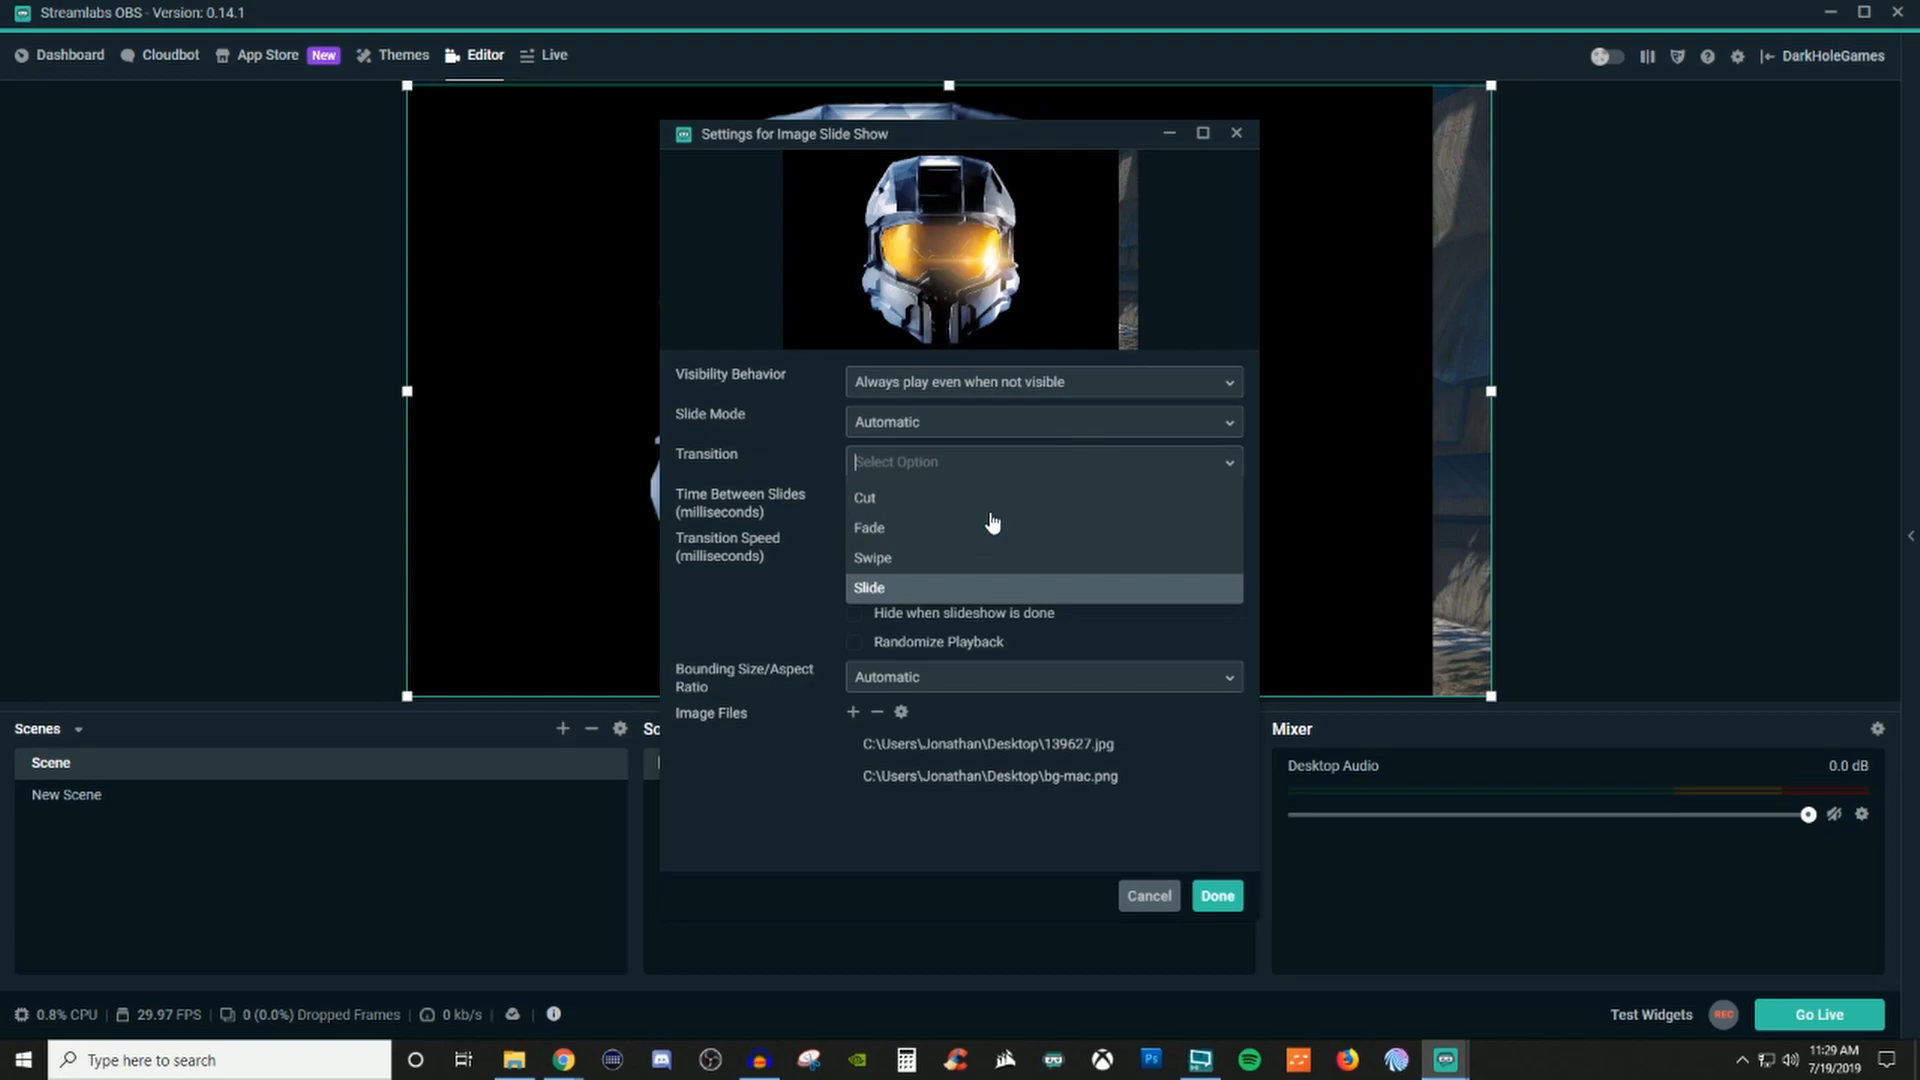 Streamlabs OBS - Version: 0.14.1
Dashboard Cloudbot App Store New Themes Editor Live DarkHoleGames
Settings for Image Slide Show
Visibility Behavior Always play even when not visible
Slide Mode Automatic
Transition Select Option
Cut
Fade
Swipe
Slide
Time Between Slides
(milliseconds)
Transition Speed
(milliseconds)
Hide when slideshow is done
Randomize Playback
Bounding Size/Aspect
Ratio
Automatic
Image Files
C:\Users\Jonathan\Desktop\139627.jpg
C:\Users\Jonathan\Desktop\bg-mac.png
Cancel Done
Scenes
Scene
New Scene
So
Mixer
Desktop Audio 0.0 dB
0.8% CPU 29.97 FPS 0 (0.0%) Dropped Frames 0 kb/s
Test Widgets REC Go Live
Type here to search
Ps
11:29 AM
7/19/2019